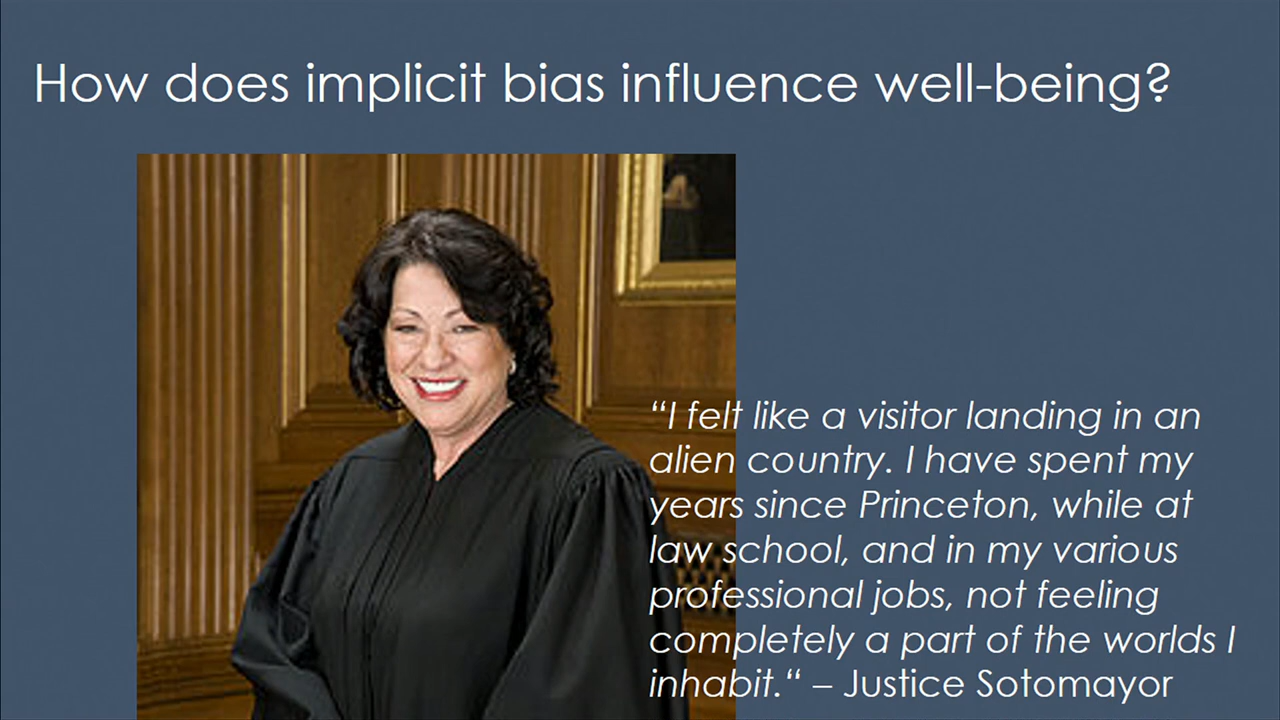 How does implicit bias influence well-being?
“I felt like a visitor landing in an
alien country. I have spent my
years since Princeton, while at
law school, and in my various
professional jobs, not feeling
completely a part of the worlds I
inhabit.“ – Justice Sotomayor